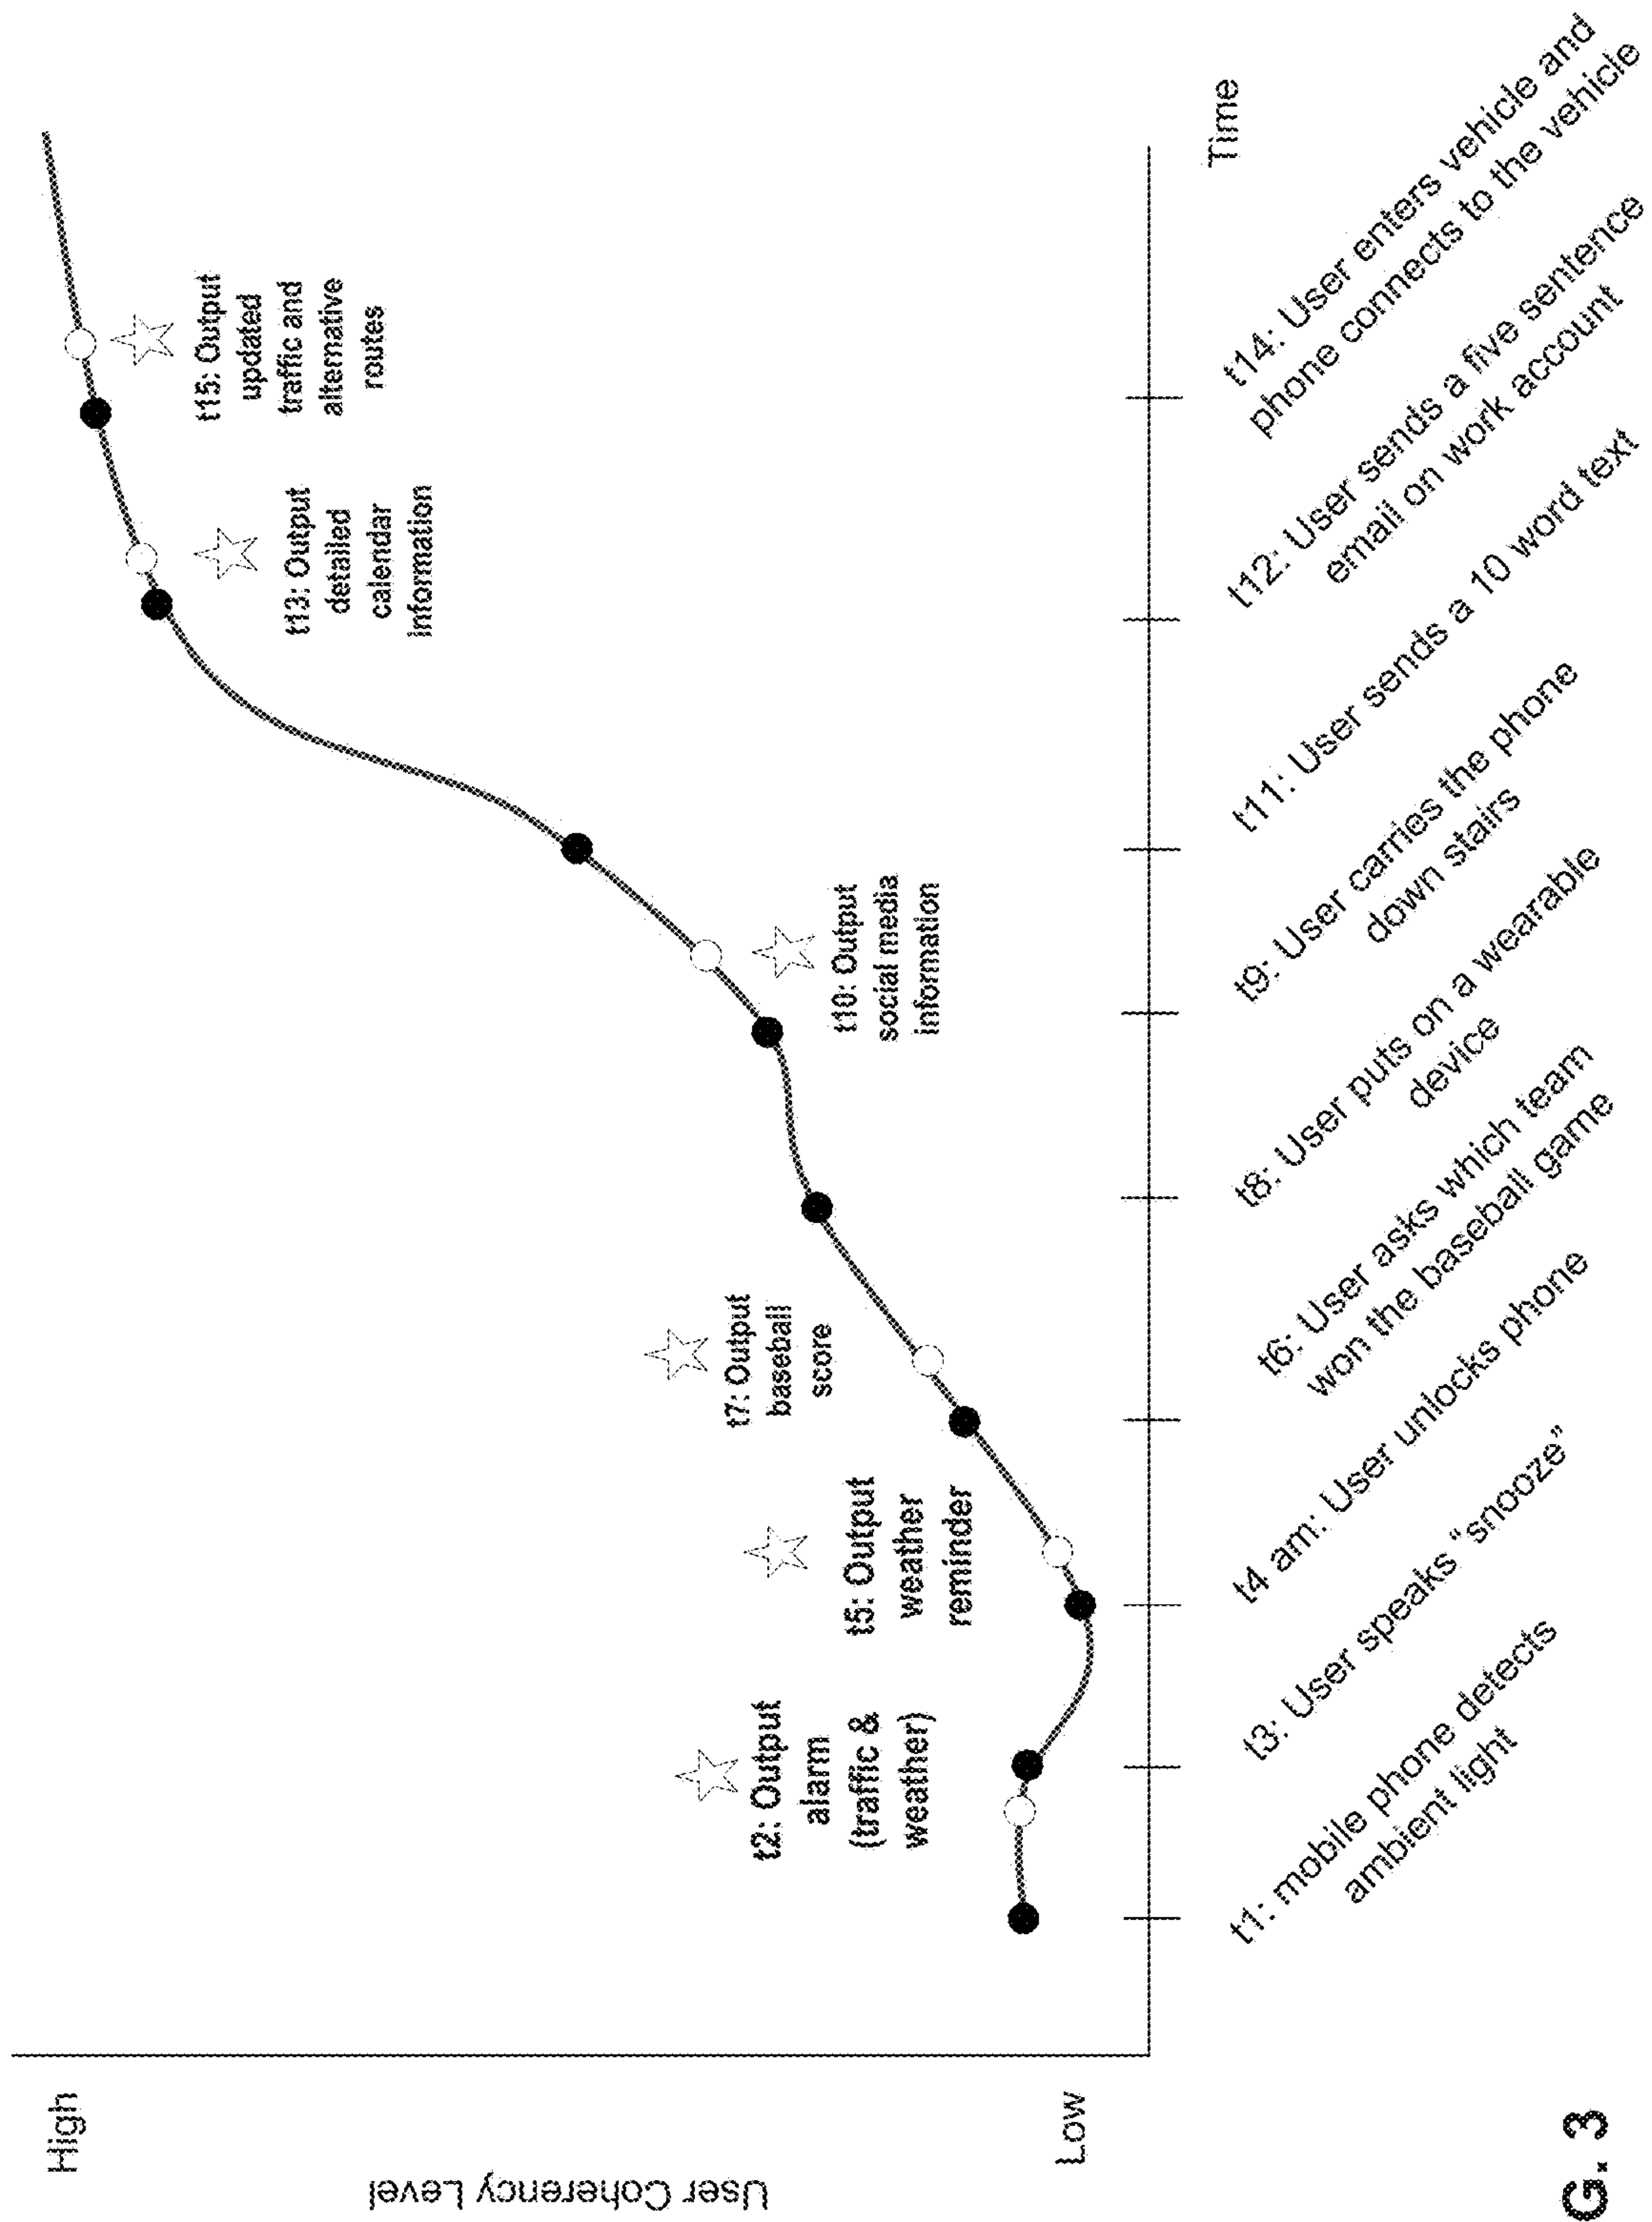 High
User Coherency Level
Low
t2: Output
alarm
(traffic &
weather)
t5: Output
weather
reminder
t7: Output
baseball
score
t10: Output
social media
information
t13: Output
detailed
calendar
information
t15: Output
updated
traffic and
alternative
routes
Time
t1: mobile phone detects
ambient light
t3: User speaks “snooze”
t4 am: User unlocks phone
t6: User asks which team
won the baseball game
t8: User puts on a wearable
device
t9: User carries the phone
down stairs
t11: User sends a 10 word text
t12: User sends a five sentence
email on work account
t14: User enters vehicle and
phone connects to the vehicle
G. 3